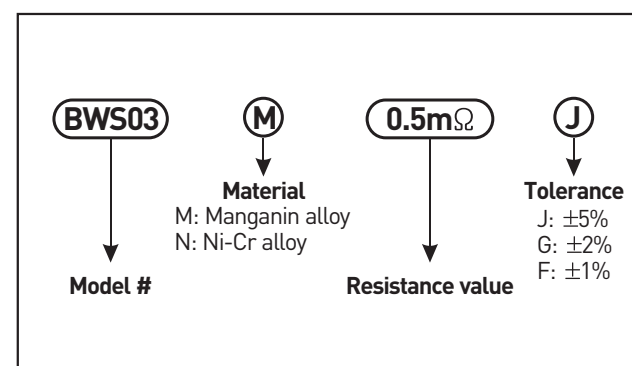 BWS03 M 0.5mΩ J
Material
M: Manganin alloy
N: Ni-Cr alloy
Tolerance
J: ±5%
G: ±2%
F: ±1%
Model #
Resistance value